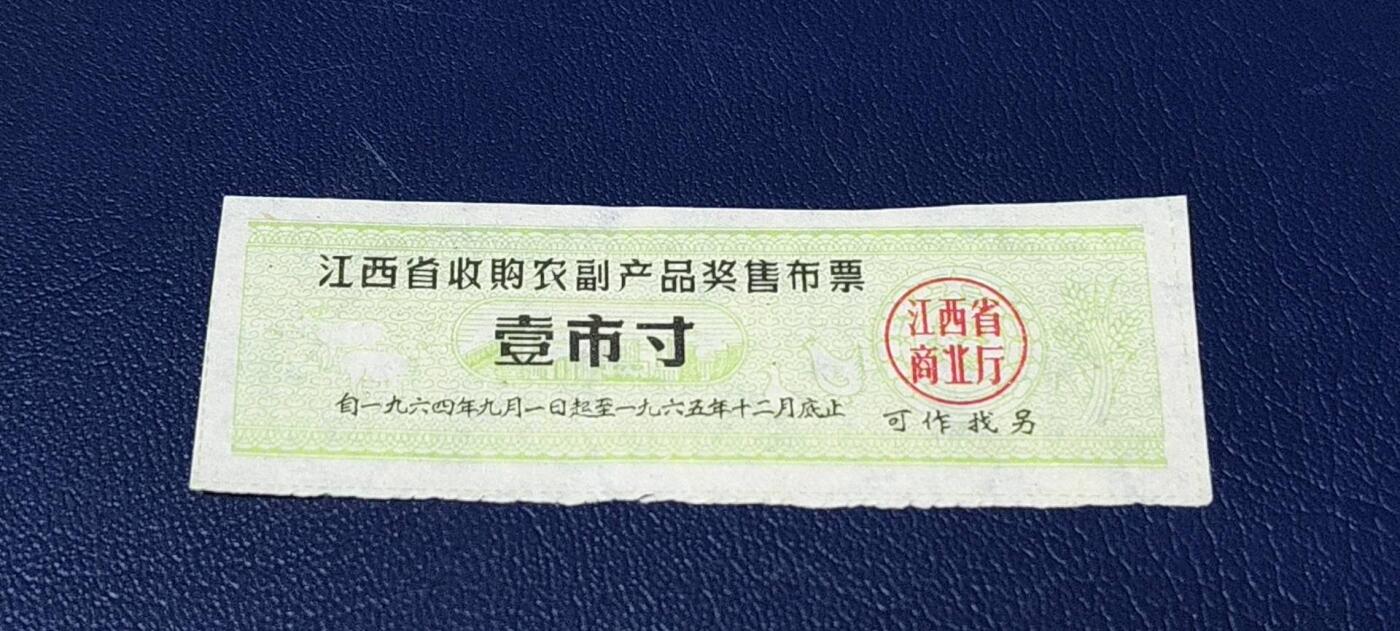 江西省收购农副产品奖售布票
壹市寸
自一九六四年九月一日起至一九六五年十二月底止
江西省
商业厅
可作找另